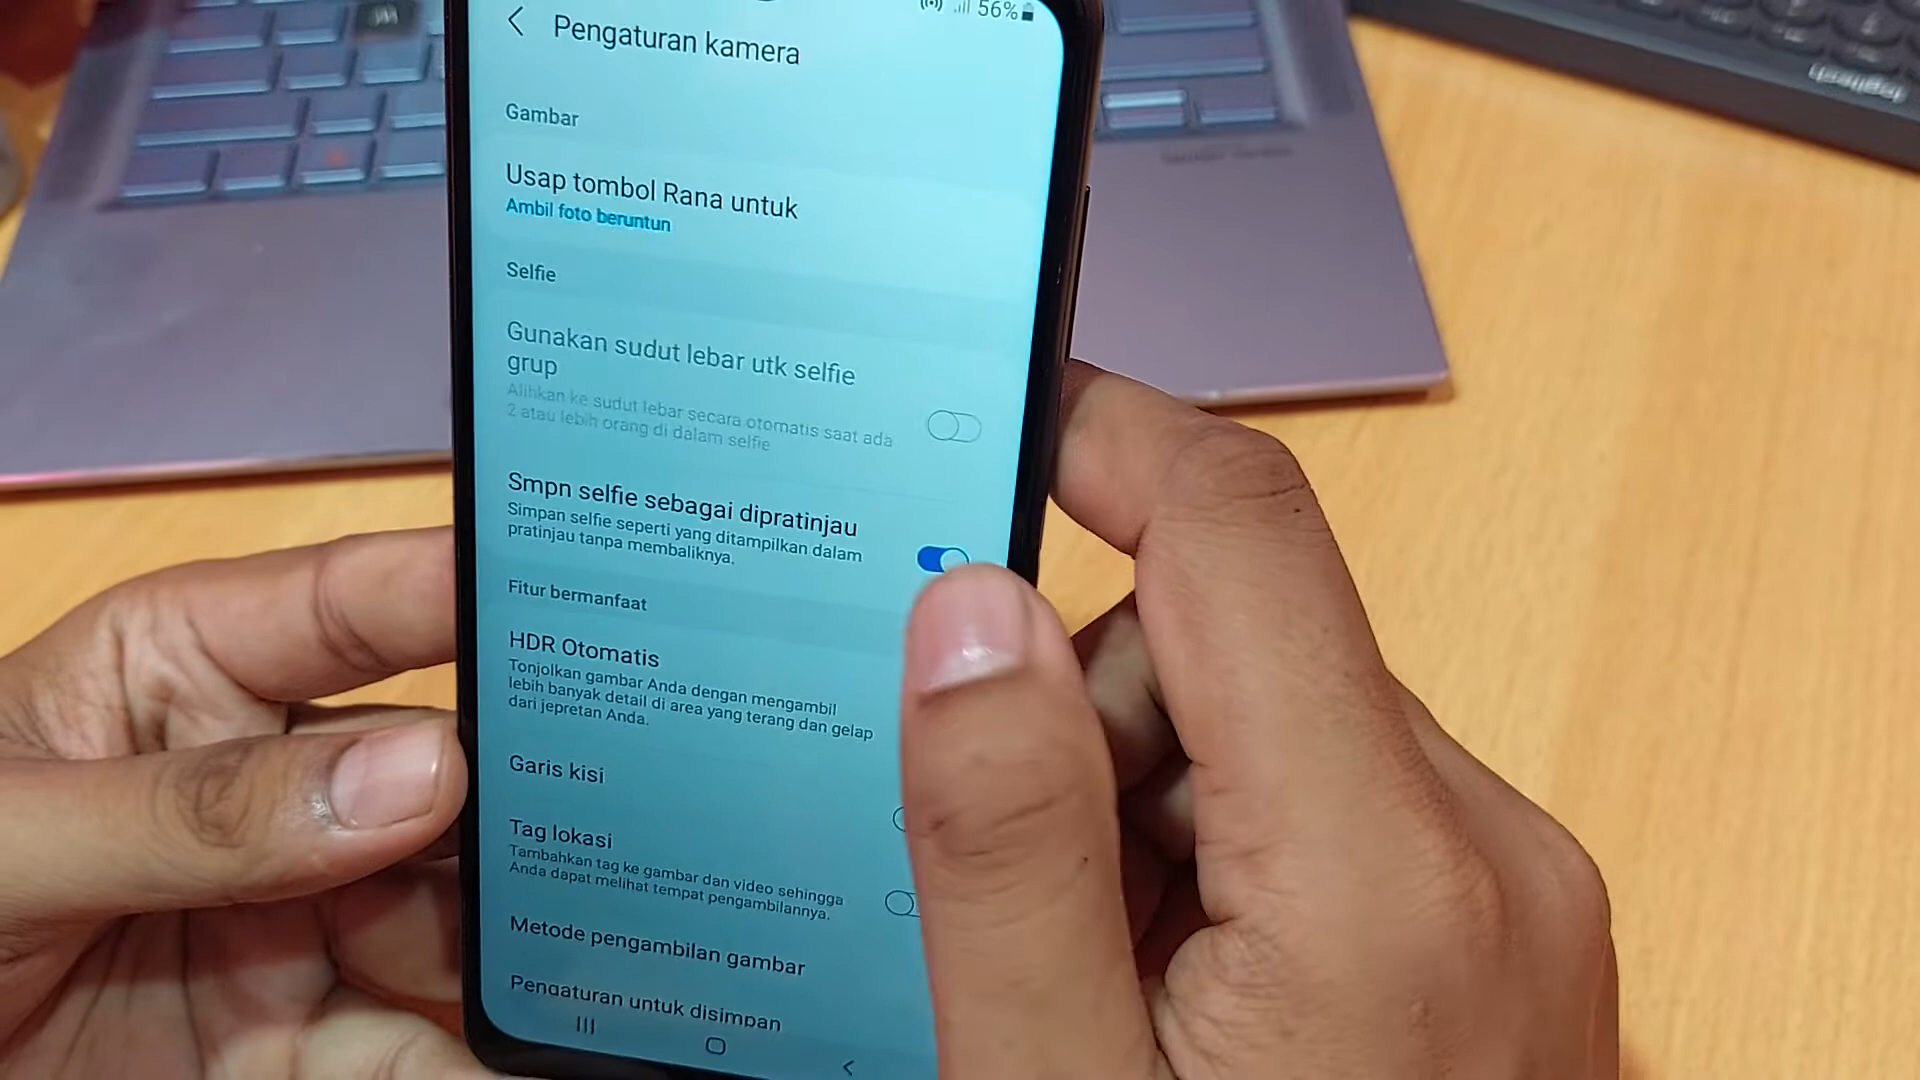 56%
Pengaturan kamera
Gambar
Usap tombol Rana untuk
Ambil foto beruntun
Selfie
Gunakan sudut lebar utk selfie
grup
Alihkan ke sudut lebar secara otomatis saat ada
2 atau lebih orang di dalam selfie
Smpn selfie sebagai dipratinjau
Simpan selfie seperti yang ditampilkan dalam
pratinjau tanpa membaliknya.
Fitur bermanfaat
HDR Otomatis
Tonjolkan gambar Anda dengan mengambil
lebih banyak detail di area yang terang dan gelap
dari jepretan Anda.
Garis kisi
Tag lokasi
Tambahkan tag ke gambar dan video sehingga
Anda dapat melihat tempat pengambilannya.
Metode pengambilan gambar
Pengaturan untuk disimpan
logitech